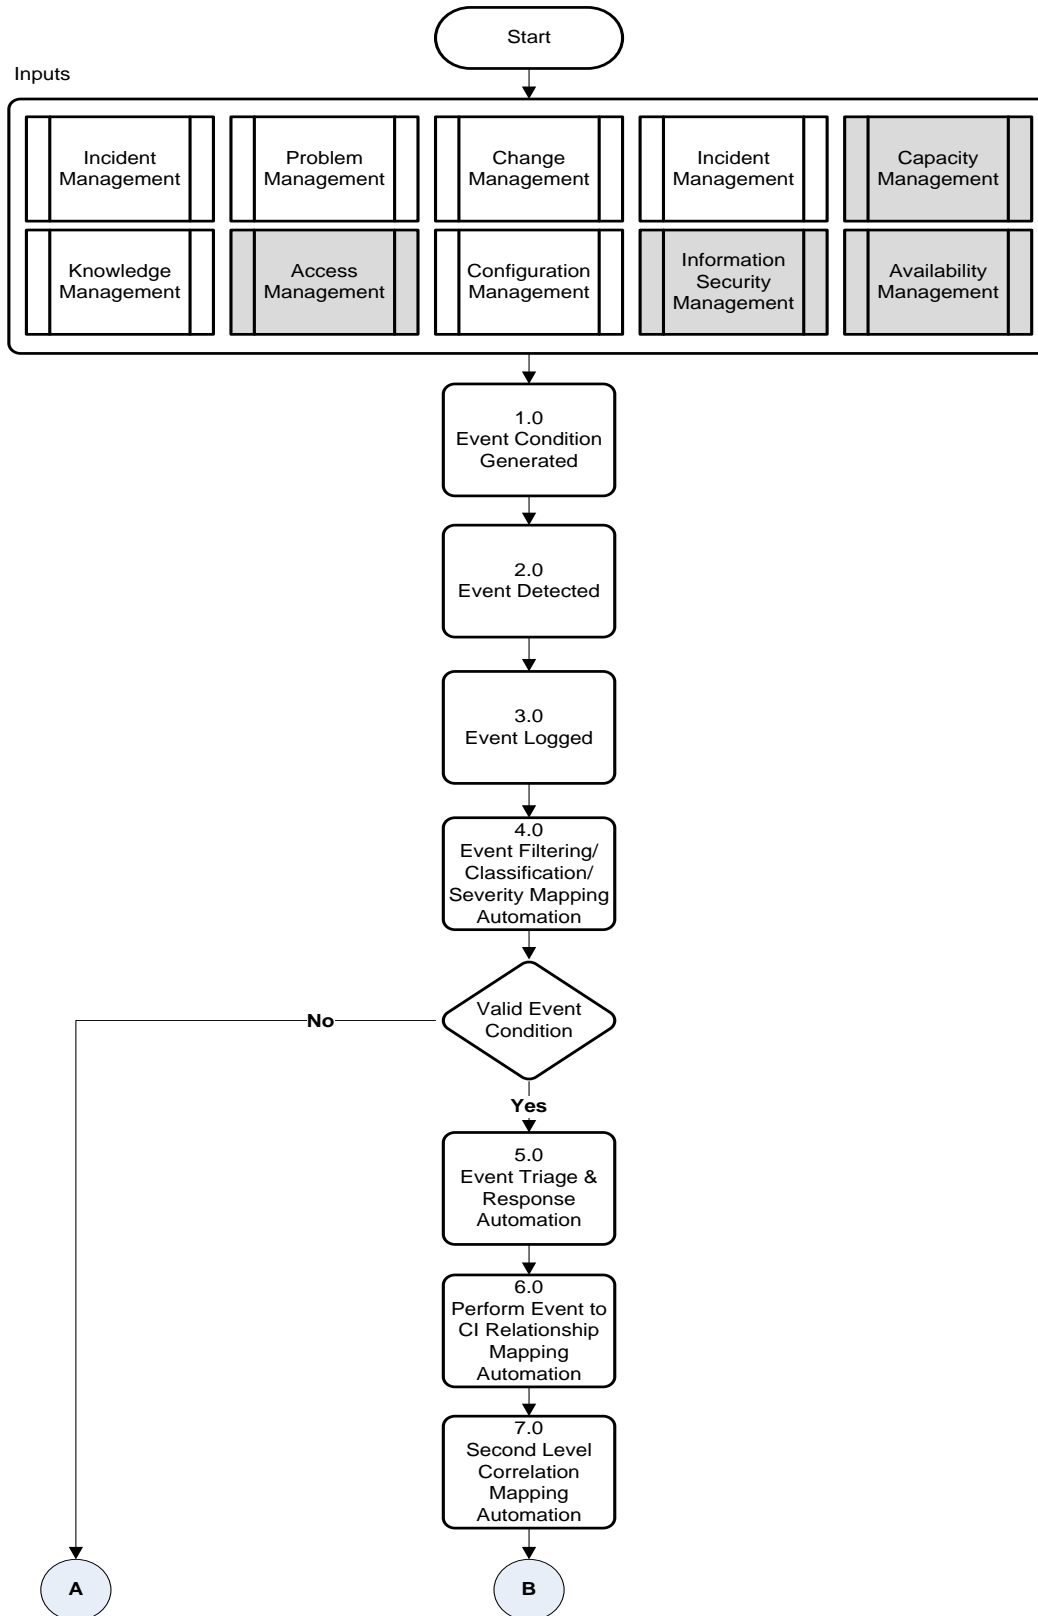 Start
Inputs
Incident
Management
Problem
Management
Change
Management
Incident
Management
Capacity
Management
Knowledge
Management
Access
Management
Configuration
Management
Information
Security
Management
Availability
Management
1.0
Event Condition
Generated
2.0
Event Detected
3.0
Event Logged
4.0
Event Filtering/
Classification/
Severity Mapping
Automation
Valid Event
Condition
No
Yes
5.0
Event Triage &
Response
Automation
6.0
Perform Event to
CI Relationship
Mapping
Automation
7.0
Second Level
Correlation
Mapping
Automation
A
B